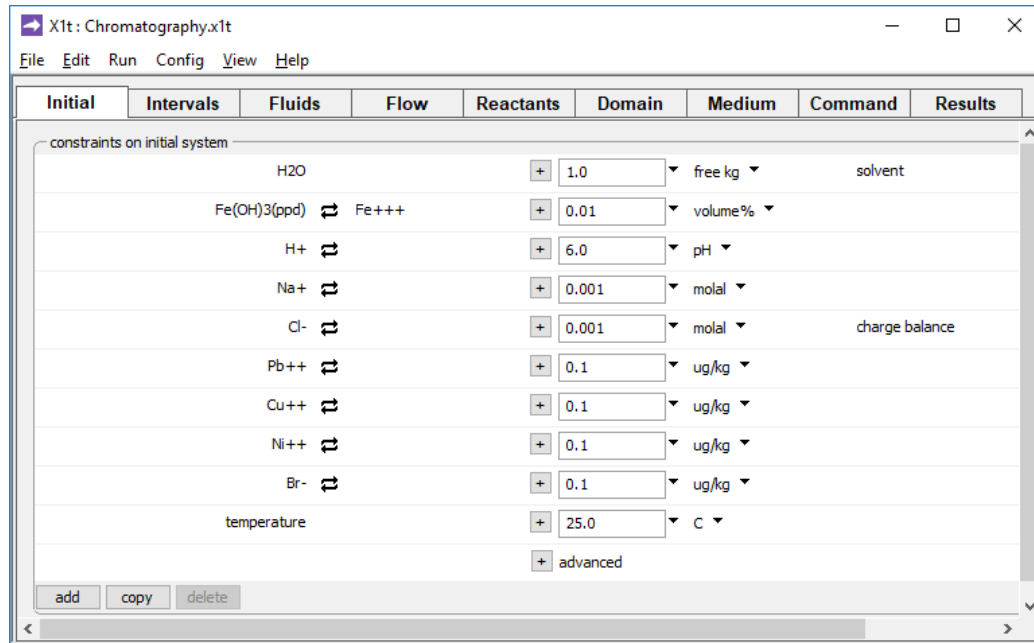 X1t : Chromatography.x1t
File Edit Run Config View Help
Initial Intervals Fluids Flow Reactants Domain Medium Command Results
constraints on initial system
H2O + 1.0 free kg solvent
Fe(OH)3(ppd) Fe+++ + 0.01 volume%
H+ + 6.0 pH
Na+ + 0.001 molal
Cl- + 0.001 molal charge balance
Pb++ + 0.1 ug/kg
Cu++ + 0.1 ug/kg
Ni++ + 0.1 ug/kg
Br- + 0.1 ug/kg
temperature + 25.0 C
+ advanced
add copy delete